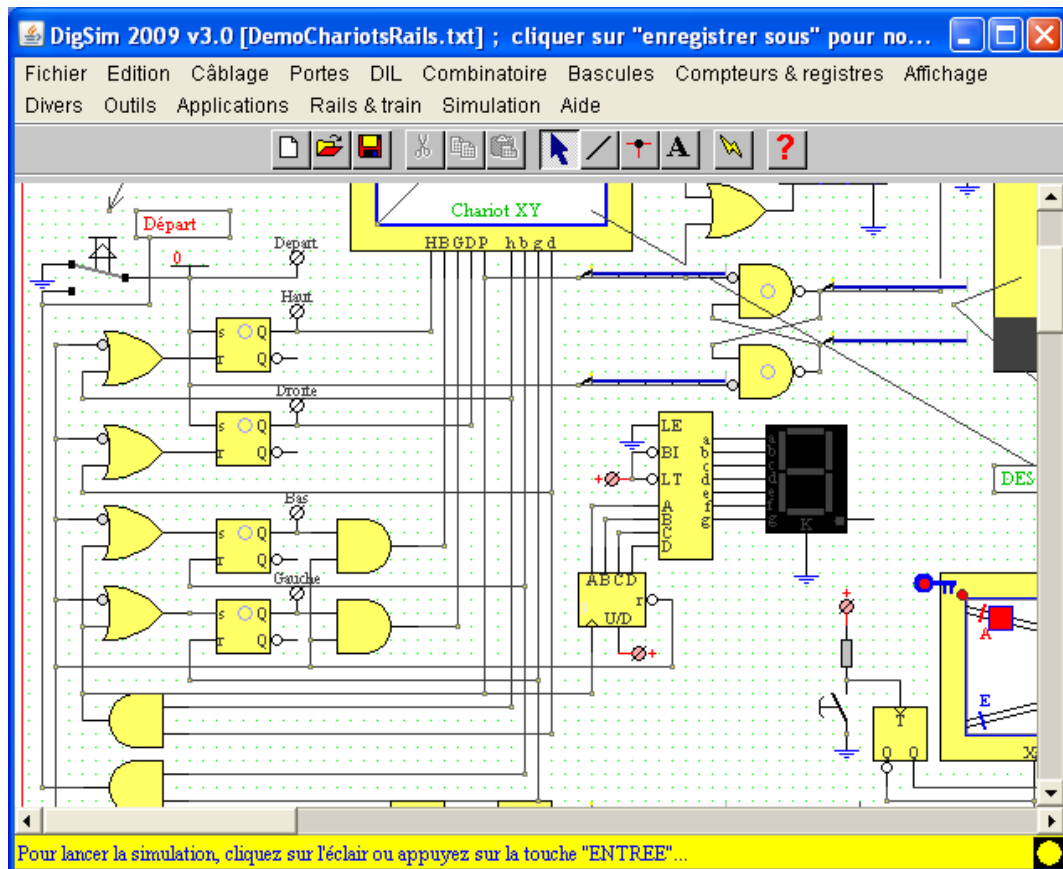 DigSim 2009 v3.0 [DemoChariotsRails.txt] ; cliquer sur "enregistrer sous" pour no...
Fichier Edition Câblage Portes DIL Combinatoire Bascules Compteurs & registres Affichage
Divers Outils Applications Rails & train Simulation Aide
A ?
Chariot XY
Départ
HBGDP hbgd
Depart
0
Haut
s Q
r Q
Droite
s Q
r Q
LE
BI
LT
A
B
C
D
a
b
c
d
e
f
g
a
b
c
d
e
f
g
K
+
DES
Bas
s Q
r Q
Gauche
s Q
r Q
ABCD
r
U/D
+
+
A
E
T
Q Q
X
Pour lancer la simulation, cliquez sur l'éclair ou appuyez sur la touche "ENTREE"...